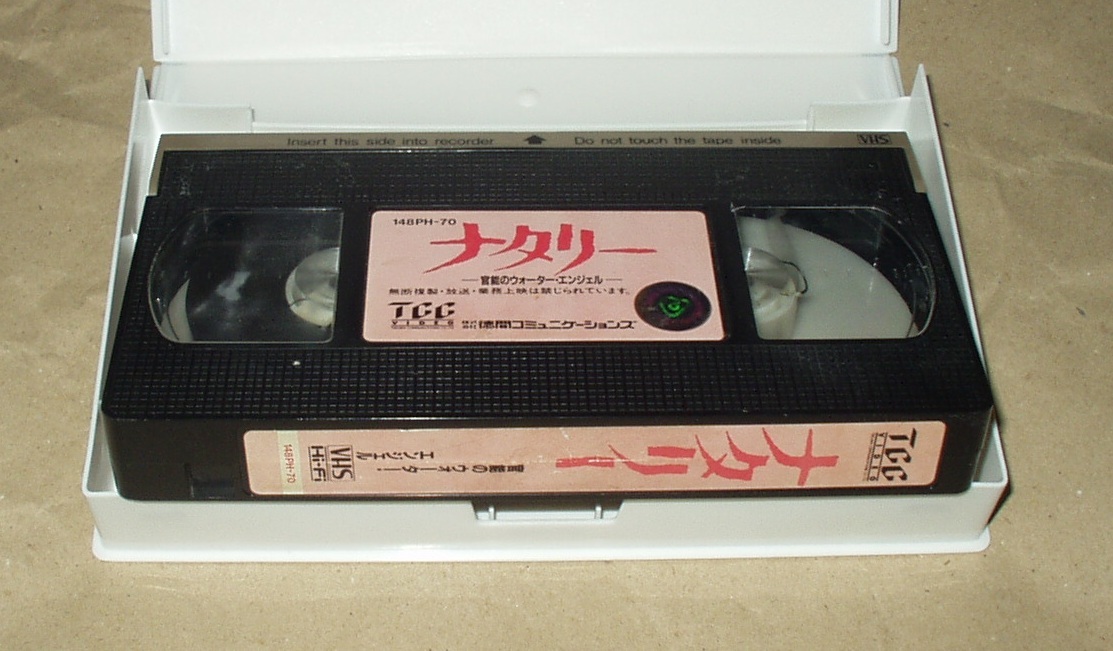 Insert this side into recorder Do not touch the tape inside VHS
148PH-70
ナタリー
―官能のウォーター・エンジェル―
無断複製・放送・業務上映は禁じられています。
TCC
VIDEO
株式会社 徳間コミュニケーションズ
TCC
VIDEO
ナタリー
官能のウォーター・
エンジェル
VHS
Hi-Fi
148PH-70